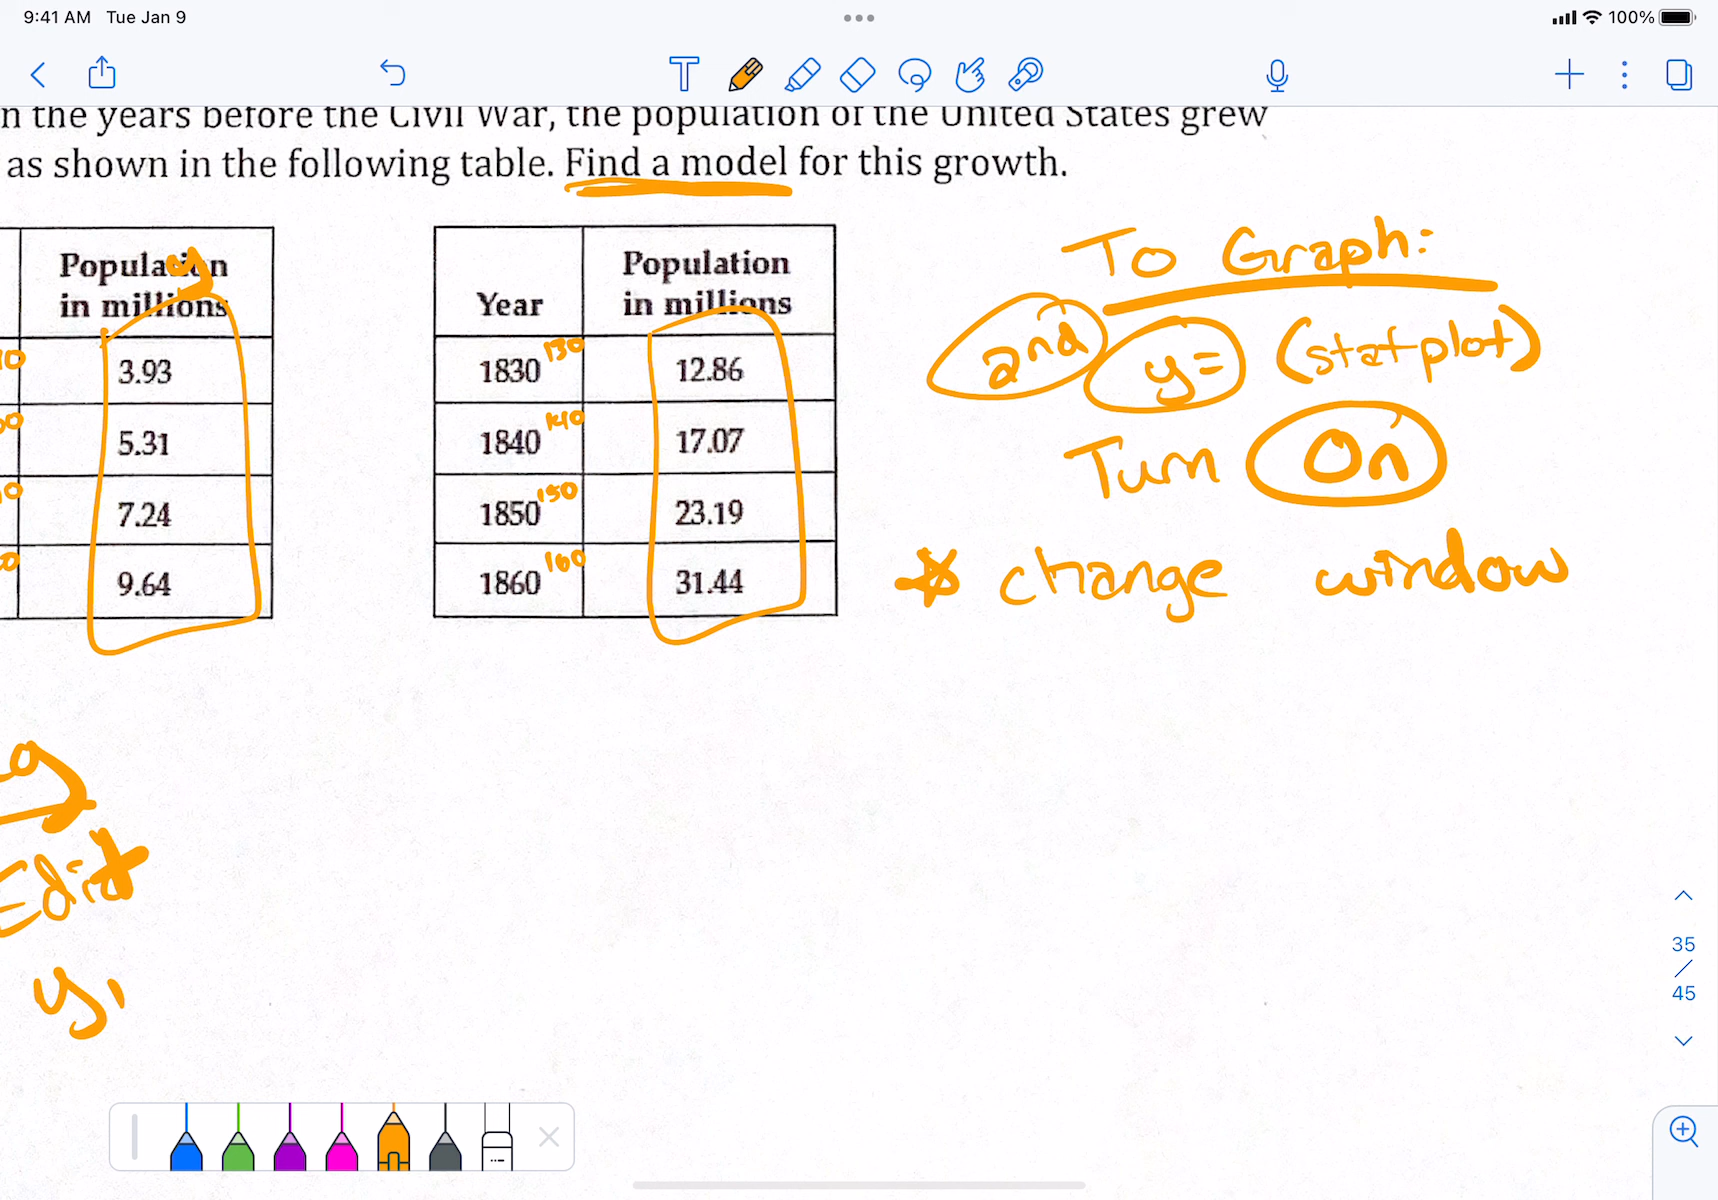 9:41 AM Tue Jan 9
100%
n the years before the Civil War, the population of the United States grew
as shown in the following table. Find a model for this growth.
Population
in millions
y
3.93
5.31
7.24
9.64
Year
Population
in millions
1830 130 12.86
1840 140 17.07
1850 150 23.19
1860 160 31.44
To Graph:
2nd y= (statplot)
Turn On
change window
Edit
y,
35
/
45